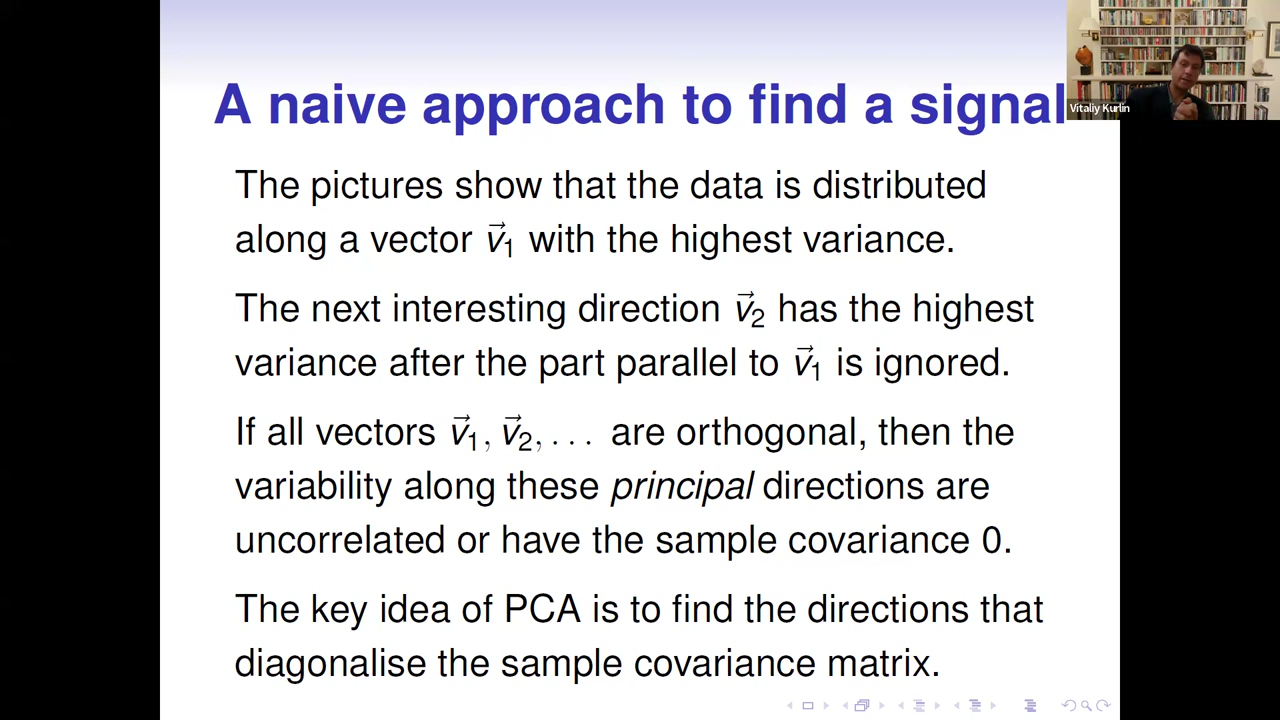 A naive approach to find a signal
Vitaliy Kurlin
The pictures show that the data is distributed
along a vector v⃗₁ with the highest variance.
The next interesting direction v⃗₂ has the highest
variance after the part parallel to v⃗₁ is ignored.
If all vectors v⃗₁, v⃗₂, . . . are orthogonal, then the
variability along these principal directions are
uncorrelated or have the sample covariance 0.
The key idea of PCA is to find the directions that
diagonalise the sample covariance matrix.